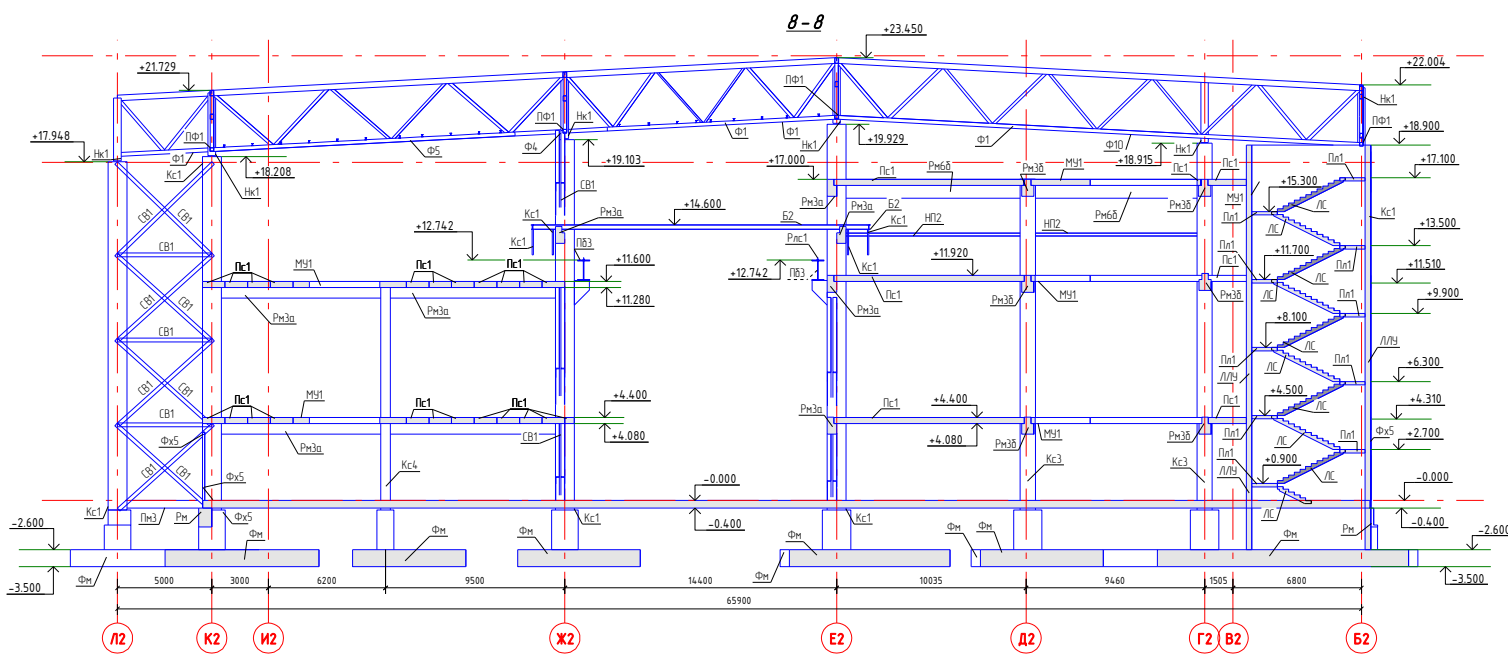 8-8
+23.450
+21.729
+22.004
ПФ1
Нк1
ПФ1
Нк1
ПФ1
Нк1
ПФ1
+17.948
Нк1
Ф1
Кс1
Нк1
+18.208
Ф5
Ф4
+19.103
Ф1
Ф1
Нк1
+19.929
Ф1
Ф10
+18.915
Нк1
+18.900
+17.000
Пс1
Рм6б
Рм3б
МУ1
Пс1
Пс1
Пл1
+17.100
СВ1
СВ1
СВ1
СВ1
Рм3а
Рм3а
Б2
Рм6б
Рм3б
МУ1
+15.300
Пл1
ЛС
Кс1
Кс1
Рм3а
+14.600
Б2
Кс1
НП2
НП2
ЛС
+13.500
+12.742
Кс1
Пб3
Рлс1
Кс1
Пл1
Пс1
Пл1
Пс1
МУ1
Пс1
Пс1
+11.600
+12.742
Пб3
+11.920
+11.700
ЛС
+11.510
+11.280
Рм3а
Рм3а
Рм3а
Пс1
Рм3б
МУ1
Рм3б
ЛС
Пл1
+9.900
СВ1
СВ1
СВ1
СВ1
СВ1
СВ1
+8.100
Пл1
ЛС
ЛС
Пл1
ЛЛУ
ЛЛУ
+6.300
Пс1
МУ1
Пс1
Пс1
+4.400
Рм3а
Пс1
+4.400
Пс1
+4.500
Пл1
ЛС
+4.310
СВ1
Фх5
Рм3а
СВ1
+4.080
+4.080
Рм3б
МУ1
Рм3б
ЛС
Пл1
Фх5
+2.700
СВ1
СВ1
Фх5
Кс4
Кс3
Кс3
Пл1
+0.900
ЛЛУ
ЛС
ЛС
-0.000
-0.000
Кс1
Пм3
Рм
Фх5
Кс1
-0.400
Кс1
Рм
-0.400
-2.600
Фм
Фм
Фм
Фм
Фм
Фм
Фм
-2.600
-3.500
Фм
Фм
-3.500
5000
3000
6200
9500
14400
10035
9460
1505
6800
65900
Л2
К2
И2
Ж2
Е2
Д2
Г2
В2
Б2